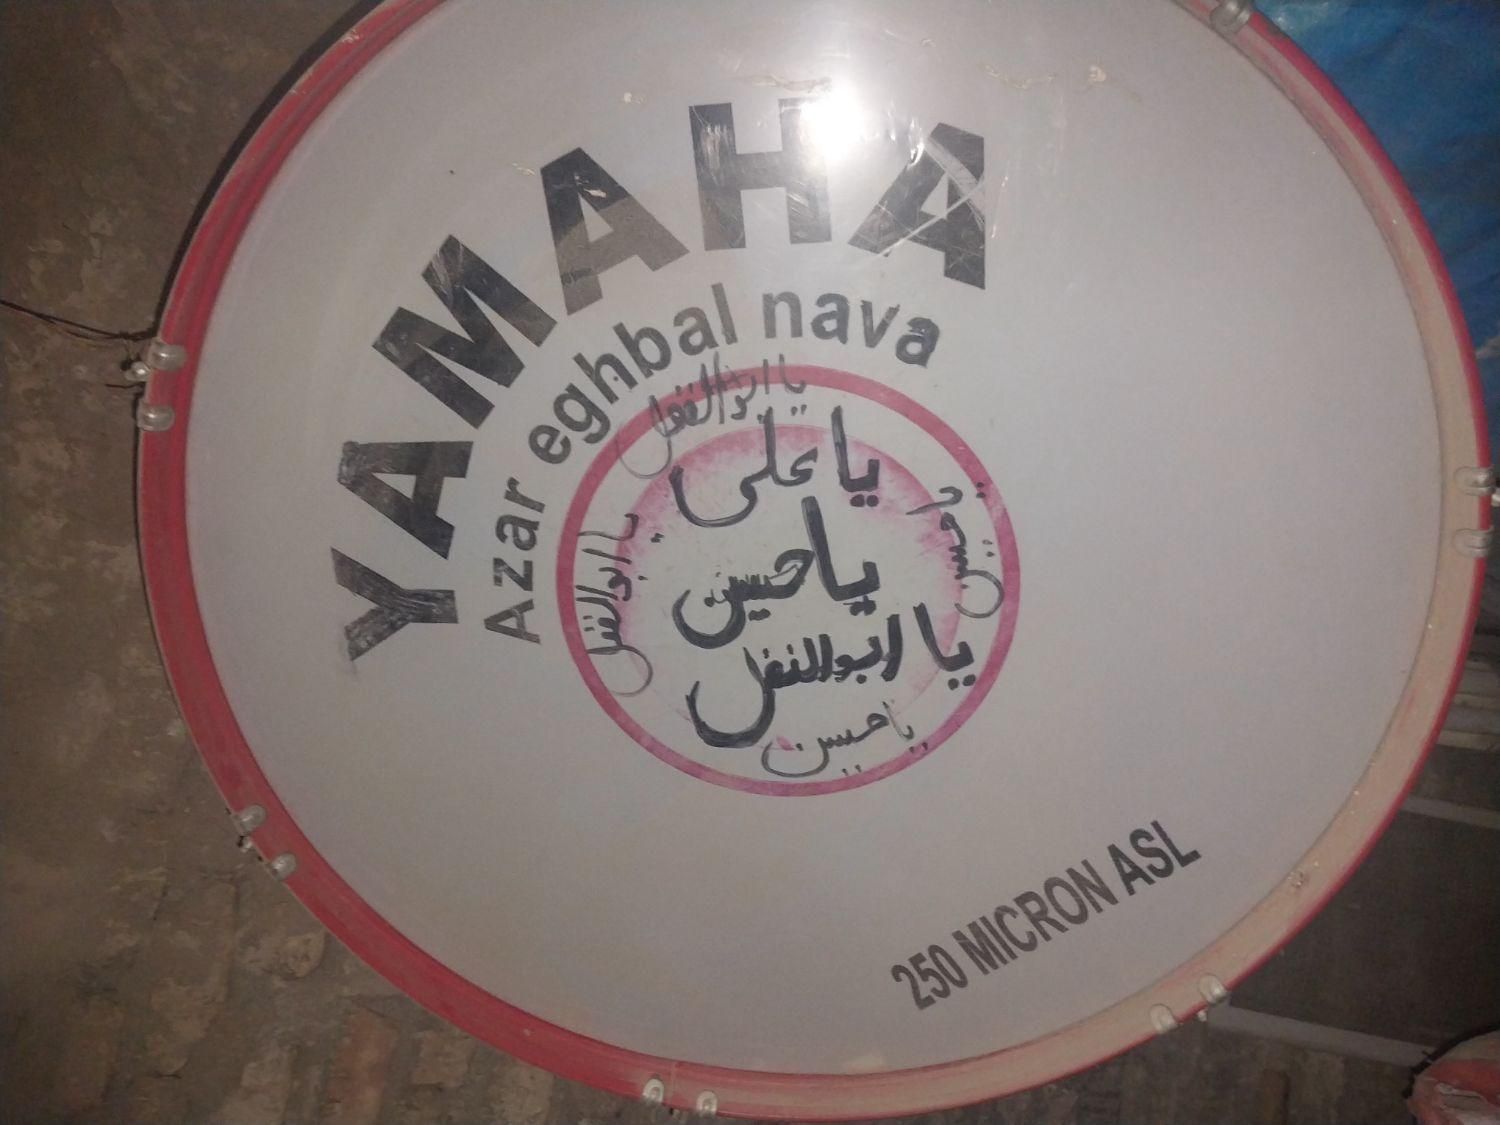 YAMAHA
Azar eghbal nava
یا ابوالفضل
یا علی
یا حسین
یا ابوالفضل
یا حسین
یا ابوالفضل
یا حسین
250 MICRON ASL